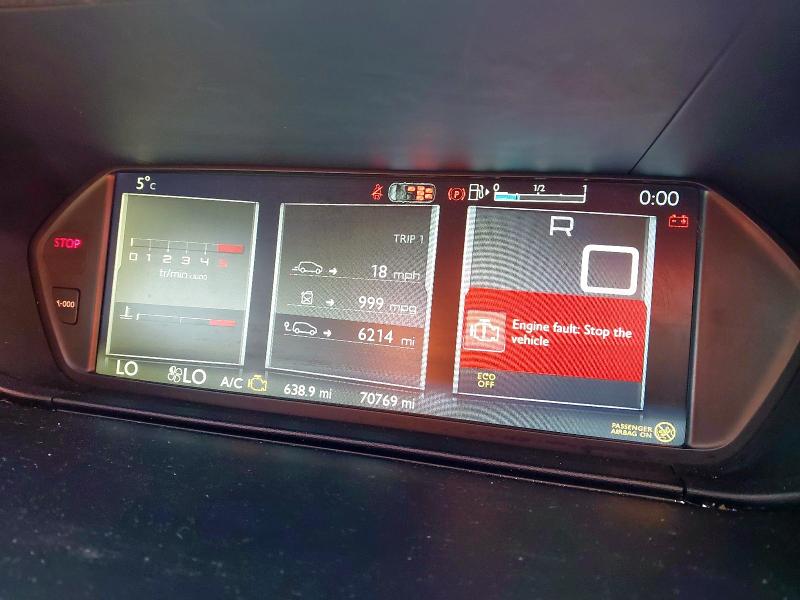 5°C
0 1/2 1
0:00
STOP
1-000
0 1 2 3 4 5
tr/min x1000
TRIP 1
18 mph
999 mpg
6214 mi
R
Engine fault: Stop the
vehicle
ECO
OFF
LO
LO
A/C
638.9 mi
70769 mi
PASSENGER
AIRBAG ON